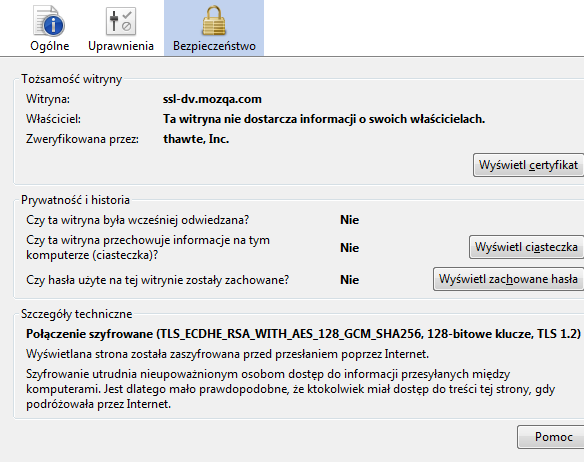 Ogólne Uprawnienia Bezpieczeństwo
Tożsamość witryny
Witryna: ssl-dv.mozqa.com
Właściciel: Ta witryna nie dostarcza informacji o swoich właścicielach.
Zweryfikowana przez: thawte, Inc.
Wyświetl certyfikat
Prywatność i historia
Czy ta witryna była wcześniej odwiedzana? Nie
Czy ta witryna przechowuje informacje na tym
komputerze (ciasteczka)? Nie
Wyświetl ciasteczka
Czy hasła użyte na tej witrynie zostały zachowane? Nie
Wyświetl zachowane hasła
Szczegóły techniczne
Połączenie szyfrowane (TLS_ECDHE_RSA_WITH_AES_128_GCM_SHA256, 128-bitowe klucze, TLS 1.2)
Wyświetlana strona została zaszyfrowana przed przesłaniem poprzez Internet.
Szyfrowanie utrudnia nieupoważnionym osobom dostęp do informacji przesyłanych między
komputerami. Jest dlatego mało prawdopodobne, że ktokolwiek miał dostęp do treści tej strony, gdy
podróżowała przez Internet.
Pomoc